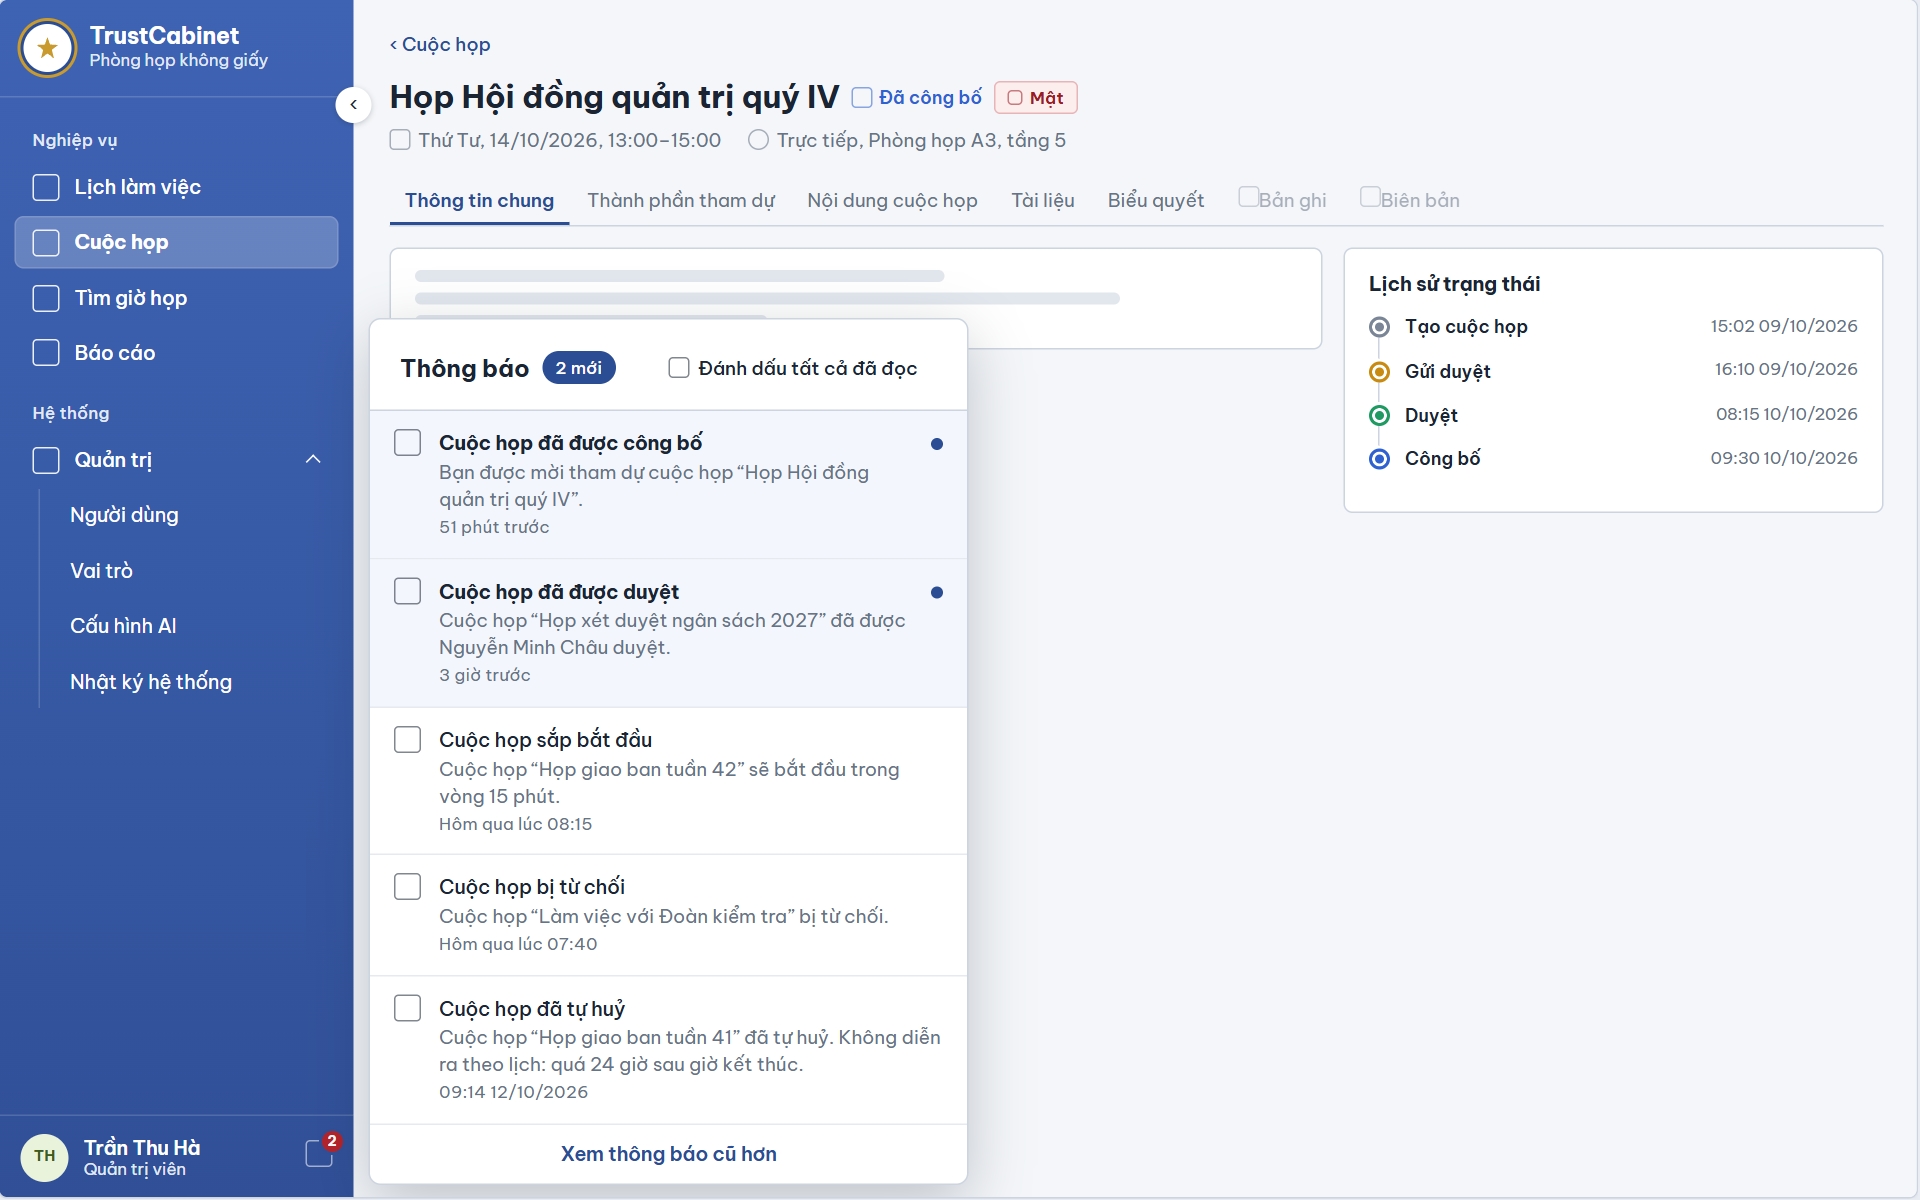 TrustCabinet
Phòng họp không giấy
Nghiệp vụ
Lịch làm việc
Cuộc họp
Tìm giờ họp
Báo cáo
Hệ thống
Quản trị
Người dùng
Vai trò
Cấu hình AI
Nhật ký hệ thống
TH
Trần Thu Hà
Quản trị viên
2
‹ Cuộc họp
Họp Hội đồng quản trị quý IV Đã công bố Mật
Thứ Tư, 14/10/2026, 13:00–15:00 Trực tiếp, Phòng họp A3, tầng 5
Thông tin chung Thành phần tham dự Nội dung cuộc họp Tài liệu Biểu quyết Bản ghi Biên bản
Thông báo 2 mới Đánh dấu tất cả đã đọc
Cuộc họp đã được công bố
Bạn được mời tham dự cuộc họp “Họp Hội đồng
quản trị quý IV”.
51 phút trước
Cuộc họp đã được duyệt
Cuộc họp “Họp xét duyệt ngân sách 2027” đã được
Nguyễn Minh Châu duyệt.
3 giờ trước
Cuộc họp sắp bắt đầu
Cuộc họp “Họp giao ban tuần 42” sẽ bắt đầu trong
vòng 15 phút.
Hôm qua lúc 08:15
Cuộc họp bị từ chối
Cuộc họp “Làm việc với Đoàn kiểm tra” bị từ chối.
Hôm qua lúc 07:40
Cuộc họp đã tự huỷ
Cuộc họp “Họp giao ban tuần 41” đã tự huỷ. Không diễn
ra theo lịch: quá 24 giờ sau giờ kết thúc.
09:14 12/10/2026
Xem thông báo cũ hơn
Lịch sử trạng thái
Tạo cuộc họp 15:02 09/10/2026
Gửi duyệt 16:10 09/10/2026
Duyệt 08:15 10/10/2026
Công bố 09:30 10/10/2026